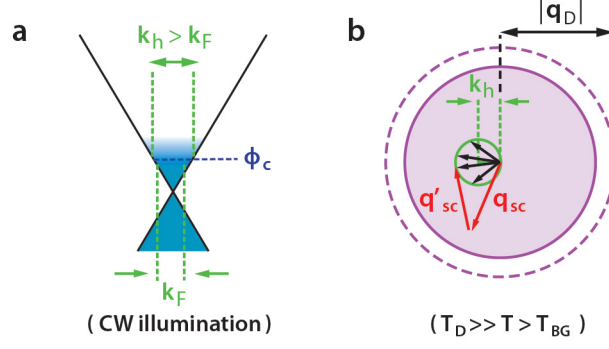 a
k_h > k_F
ϕ_c
k_F
( CW illumination )
b
|q_D|
k_h
q'_sc
q_sc
( T_D >> T > T_BG )